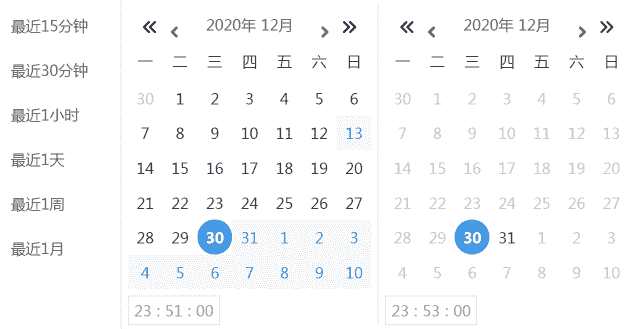 最近15分钟
最近30分钟
最近1小时
最近1天
最近1周
最近1月
2020年 12月
一 二 三 四 五 六 日
30 1 2 3 4 5 6
7 8 9 10 11 12 13
14 15 16 17 18 19 20
21 22 23 24 25 26 27
28 29 30 31 1 2 3
4 5 6 7 8 9 10
23 : 51 : 00
2020年 12月
一 二 三 四 五 六 日
30 1 2 3 4 5 6
7 8 9 10 11 12 13
14 15 16 17 18 19 20
21 22 23 24 25 26 27
28 29 30 31 1 2 3
4 5 6 7 8 9 10
23 : 53 : 00